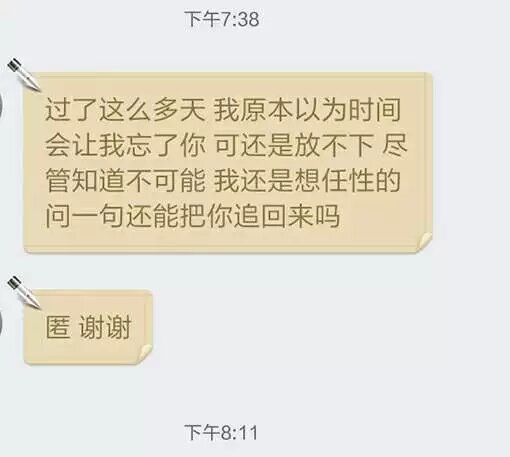 下午7:38
过了这么多天 我原本以为时间
会让我忘了你 可还是放不下 尽
管知道不可能 我还是想任性的
问一句还能把你追回来吗
匿 谢谢
下午8:11